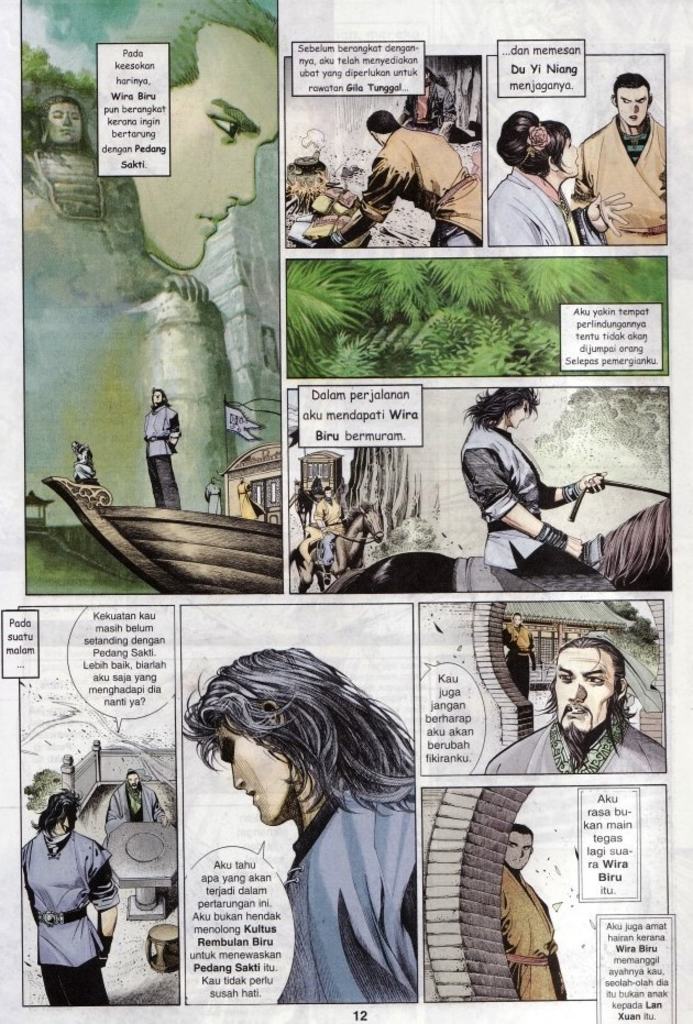 Pada
keesokan
harinya,
Wira Biru
pun berangkat
kerana ingin
bertarung
dengan Pedang
Sakti.
Sebelum berangkat dengan-
nya, aku telah menyediakan
ubat yang diperlukan untuk
rawatan Gila Tunggal...
...dan memesan
Du Yi Niang
menjaganya.
Aku yakin tempat
perlindungannya
tentu tidak akan
dijumpai orang
Selepas pemergianku.
Dalam perjalanan
aku mendapati Wira
Biru bermuram.
Pada
suatu
malam
...
Kekuatan kau
masih belum
setanding dengan
Pedang Sakti.
Lebih baik, biarlah
aku saja yang
menghadapi dia
nanti ya?
Aku tahu
apa yang akan
terjadi dalam
pertarungan ini.
Aku bukan hendak
menolong Kultus
Rembulan Biru
untuk menewaskan
Pedang Sakti itu.
Kau tidak payah
susah hati.
Kau
juga
jangan
berharap
aku akan
berubah
fikiranku.
Aku
rasa bu-
kan main
tegas
lagi sua-
ra Wira
Biru
itu.
Aku juga amat
hairan kerana
Wira Biru
memanggil
ayahnya kau,
seolah-olah dia
itu bukan anak
kepada Lan
Xuan itu.
12